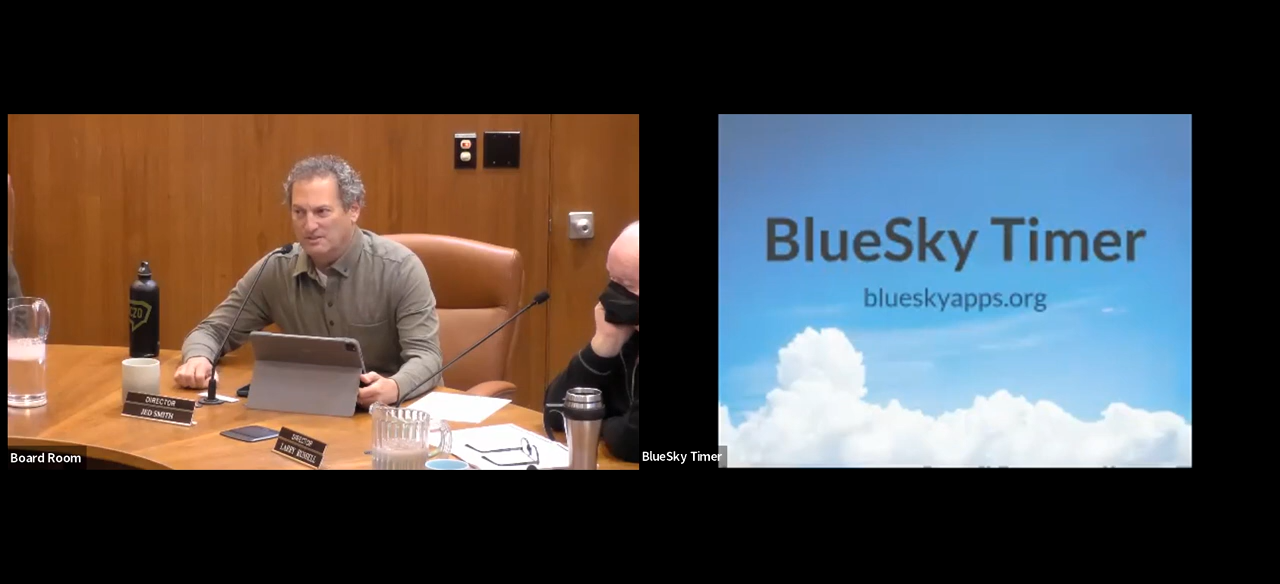 DIRECTOR
JED SMITH
DIRECTOR
LARRY RUSSELL
Board Room
BlueSky Timer
blueskyapps.org
BlueSky Timer